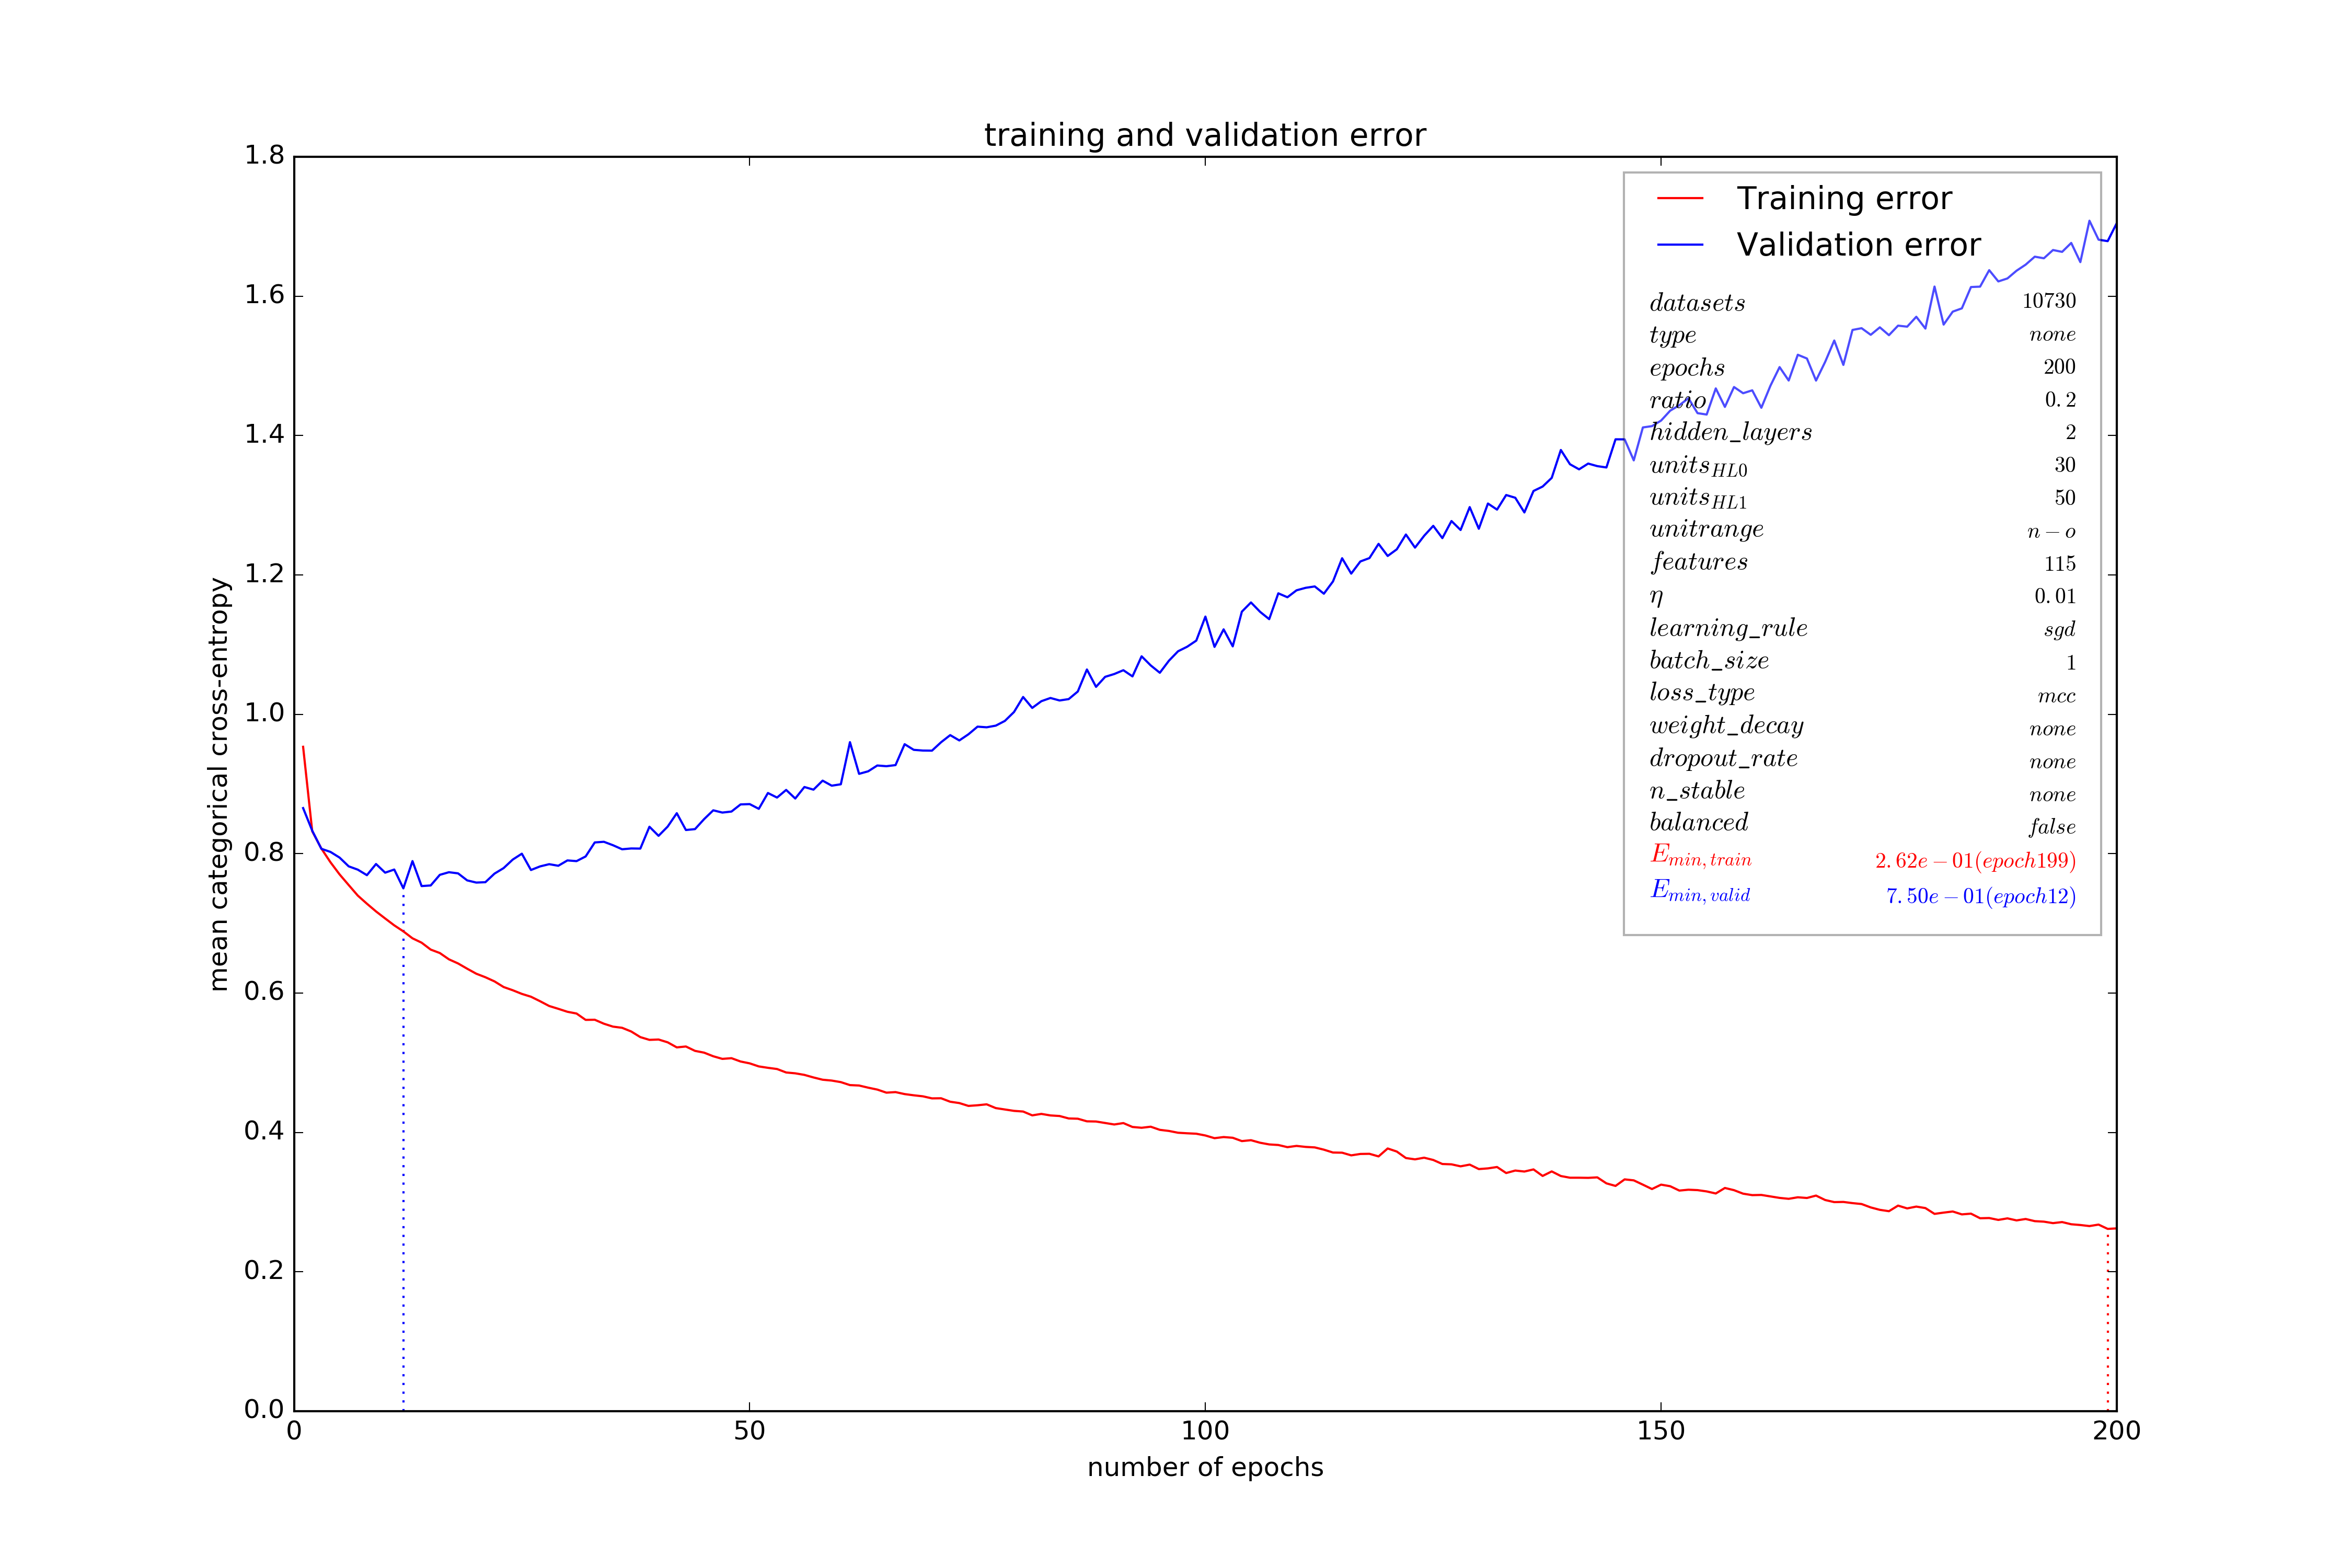 training and validation error
1.8
1.6
1.4
1.2
1.0
0.8
0.6
0.4
0.2
0.0
mean categorical cross-entropy
Training error
Validation error
datasets 10730
type none
epochs 200
ratio 0.2
hidden_layers 2
units_HL0 30
units_HL1 50
unitrange n − o
features 115
η 0.01
learning_rule sgd
batch_size 1
loss_type mcc
weight_decay none
dropout_rate none
n_stable none
balanced false
E_min,train 2.62e − 01(epoch199)
E_min,valid 7.50e − 01(epoch12)
0 50 100 150 200
number of epochs